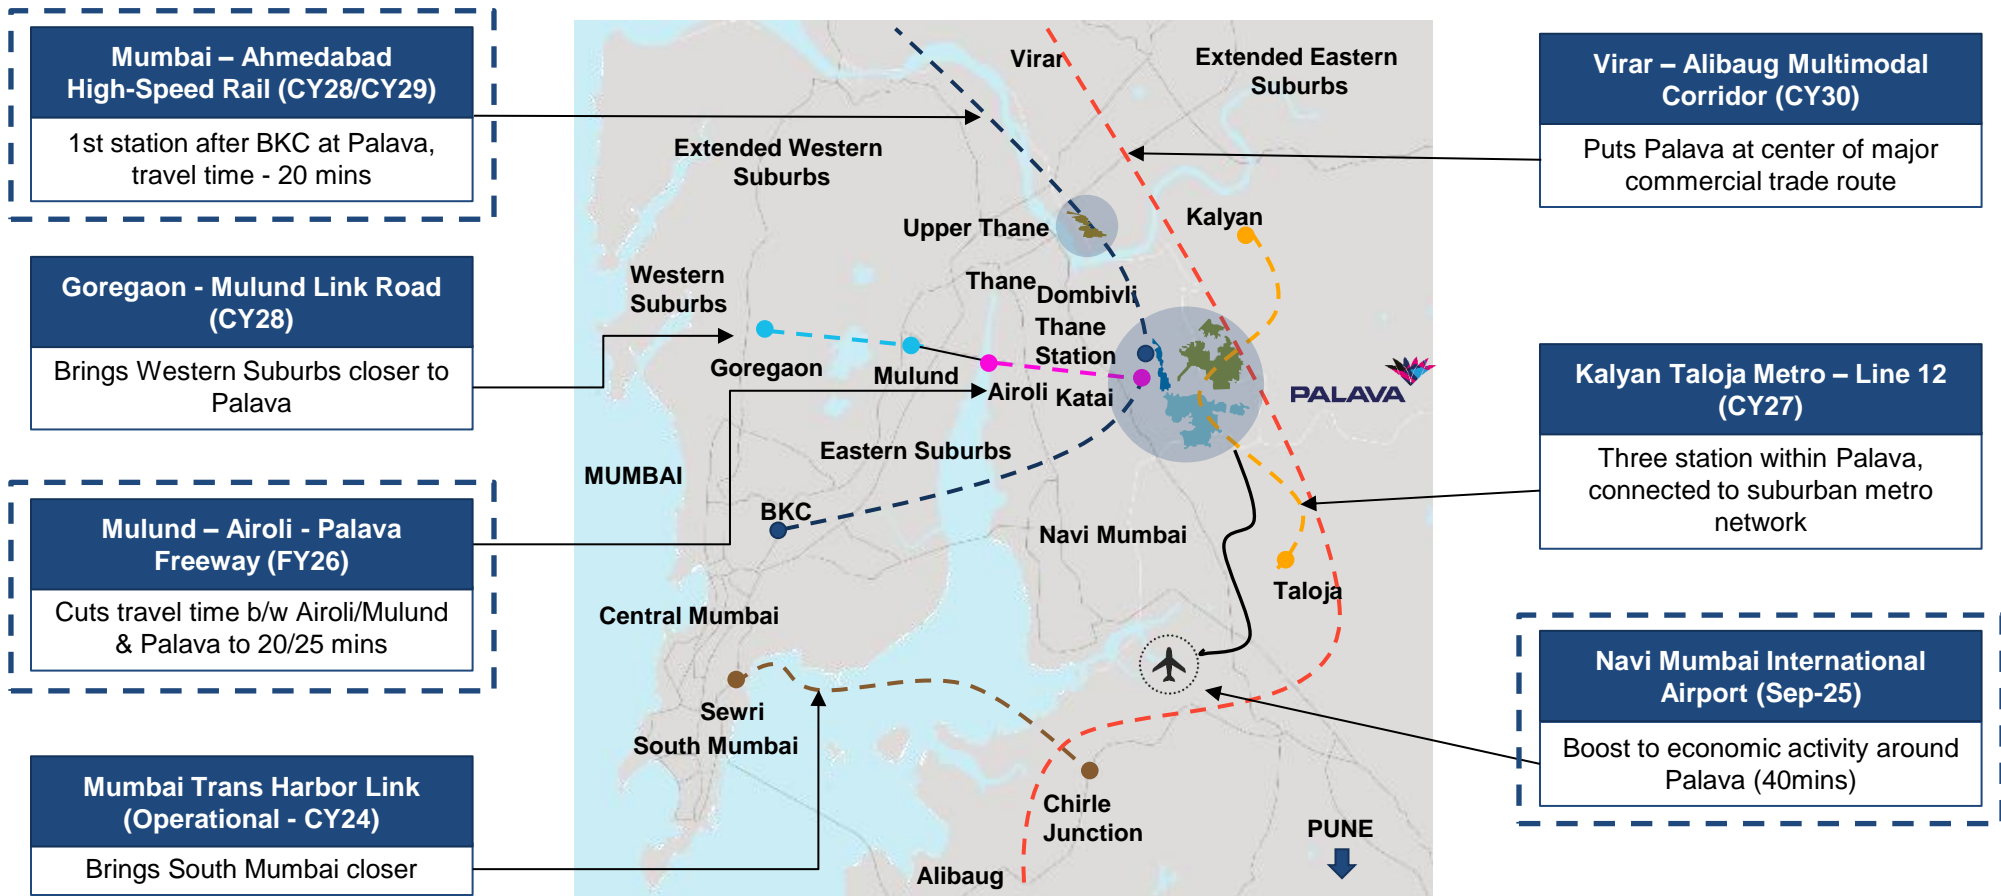 Mumbai – Ahmedabad
High-Speed Rail (CY28/CY29)
1st station after BKC at Palava,
travel time - 20 mins
Goregaon - Mulund Link Road
(CY28)
Brings Western Suburbs closer to
Palava
Mulund – Airoli - Palava
Freeway (FY26)
Cuts travel time b/w Airoli/Mulund
& Palava to 20/25 mins
Mumbai Trans Harbor Link
(Operational - CY24)
Brings South Mumbai closer
Virar
Extended Eastern
Suburbs
Extended Western
Suburbs
Upper Thane
Kalyan
Western
Suburbs
Thane
Dombivli
Thane
Station
Goregaon
Mulund
Airoli
Katai
PALAVA
Eastern Suburbs
MUMBAI
BKC
Navi Mumbai
Taloja
Central Mumbai
Sewri
South Mumbai
Chirle
Junction
PUNE
Alibaug
Virar – Alibaug Multimodal
Corridor (CY30)
Puts Palava at center of major
commercial trade route
Kalyan Taloja Metro – Line 12
(CY27)
Three station within Palava,
connected to suburban metro
network
Navi Mumbai International
Airport (Sep-25)
Boost to economic activity around
Palava (40mins)